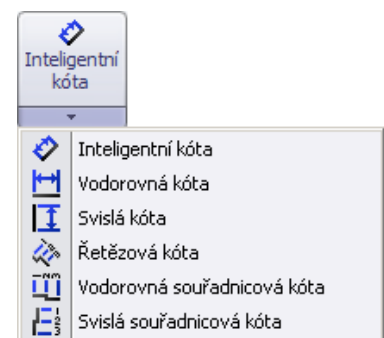 Inteligentní
kóta
Inteligentní kóta
Vodorovná kóta
Svislá kóta
Řetězová kóta
Vodorovná souřadnicová kóta
Svislá souřadnicová kóta